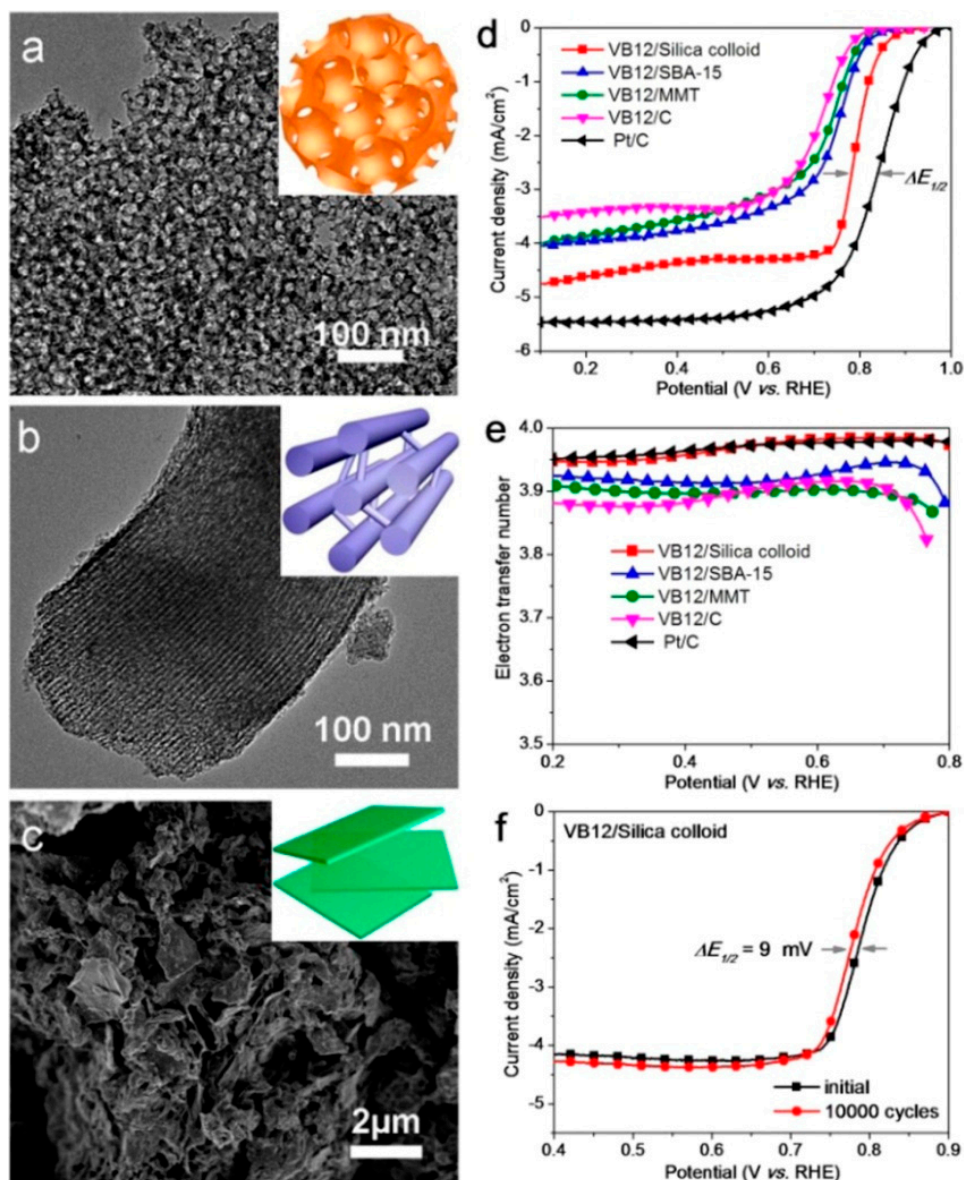 a
100 nm
b
100 nm
c
2μm
d
VB12/Silica colloid
VB12/SBA-15
VB12/MMT
VB12/C
Pt/C
ΔE1/2
0
-1
-2
-3
-4
-5
-6
Current density (mA/cm²)
0.2 0.4 0.6 0.8 1.0
Potential (V vs. RHE)
e
4.0
3.9
3.8
3.7
3.6
3.5
Electron transfer number
VB12/Silica colloid
VB12/SBA-15
VB12/MMT
VB12/C
Pt/C
0.2 0.4 0.6 0.8
Potential (V vs. RHE)
f
VB12/Silica colloid
0
-1
-2
-3
-4
-5
Current density (mA/cm²)
ΔE1/2 = 9 mV
initial
10000 cycles
0.4 0.5 0.6 0.7 0.8 0.9
Potential (V vs. RHE)